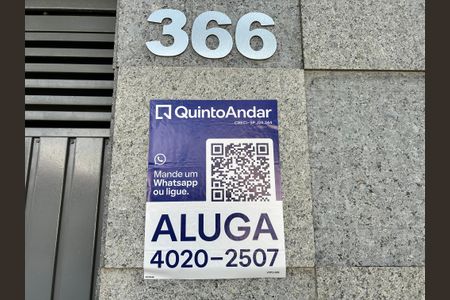 366
QuintoAndar
Mande um
Whatsapp
ou ligue.
ALUGA
4020-2507